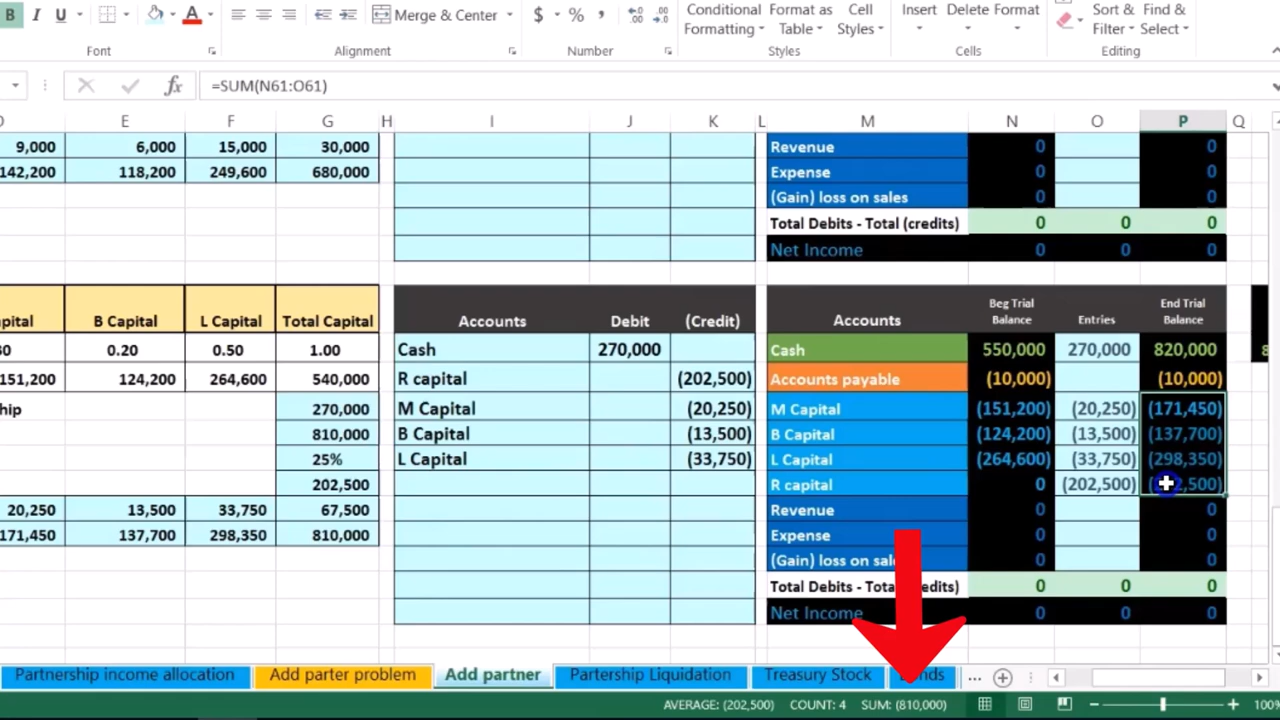 B I U Merge & Center $ % , Conditional Formatting Format as Table Cell Styles Insert Delete Format Sort & Filter Find & Select
Font Alignment Number Styles Cells Editing
fx =SUM(N61:O61)
E F G H I J K L M N O P Q
9,000 6,000 15,000 30,000 Revenue 0 0
142,200 118,200 249,600 680,000 Expense 0 0
(Gain) loss on sales 0 0
Total Debits - Total (credits) 0 0 0
Net Income 0 0 0
B Capital L Capital Total Capital Accounts Debit (Credit) Accounts Beg Trial Balance Entries End Trial Balance
0.20 0.50 1.00 Cash 270,000 Cash 550,000 270,000 820,000
151,200 124,200 264,600 540,000 R capital (202,500) Accounts payable (10,000) (10,000)
270,000 M Capital (20,250) M Capital (151,200) (20,250) (171,450)
810,000 B Capital (13,500) B Capital (124,200) (13,500) (137,700)
25% L Capital (33,750) L Capital (264,600) (33,750) (298,350)
202,500 R capital 0 (202,500)
20,250 13,500 33,750 67,500 Revenue 0 0
171,450 137,700 298,350 810,000 Expense 0 0
(Gain) loss on 0 0
Total Debits - 0 0 0
Net Income 0 0 0
Partnership income allocation Add parter problem Add partner Partership Liquidation Treasury Stock ...
AVERAGE: (202,500) COUNT: 4 SUM: (810,000) 100%